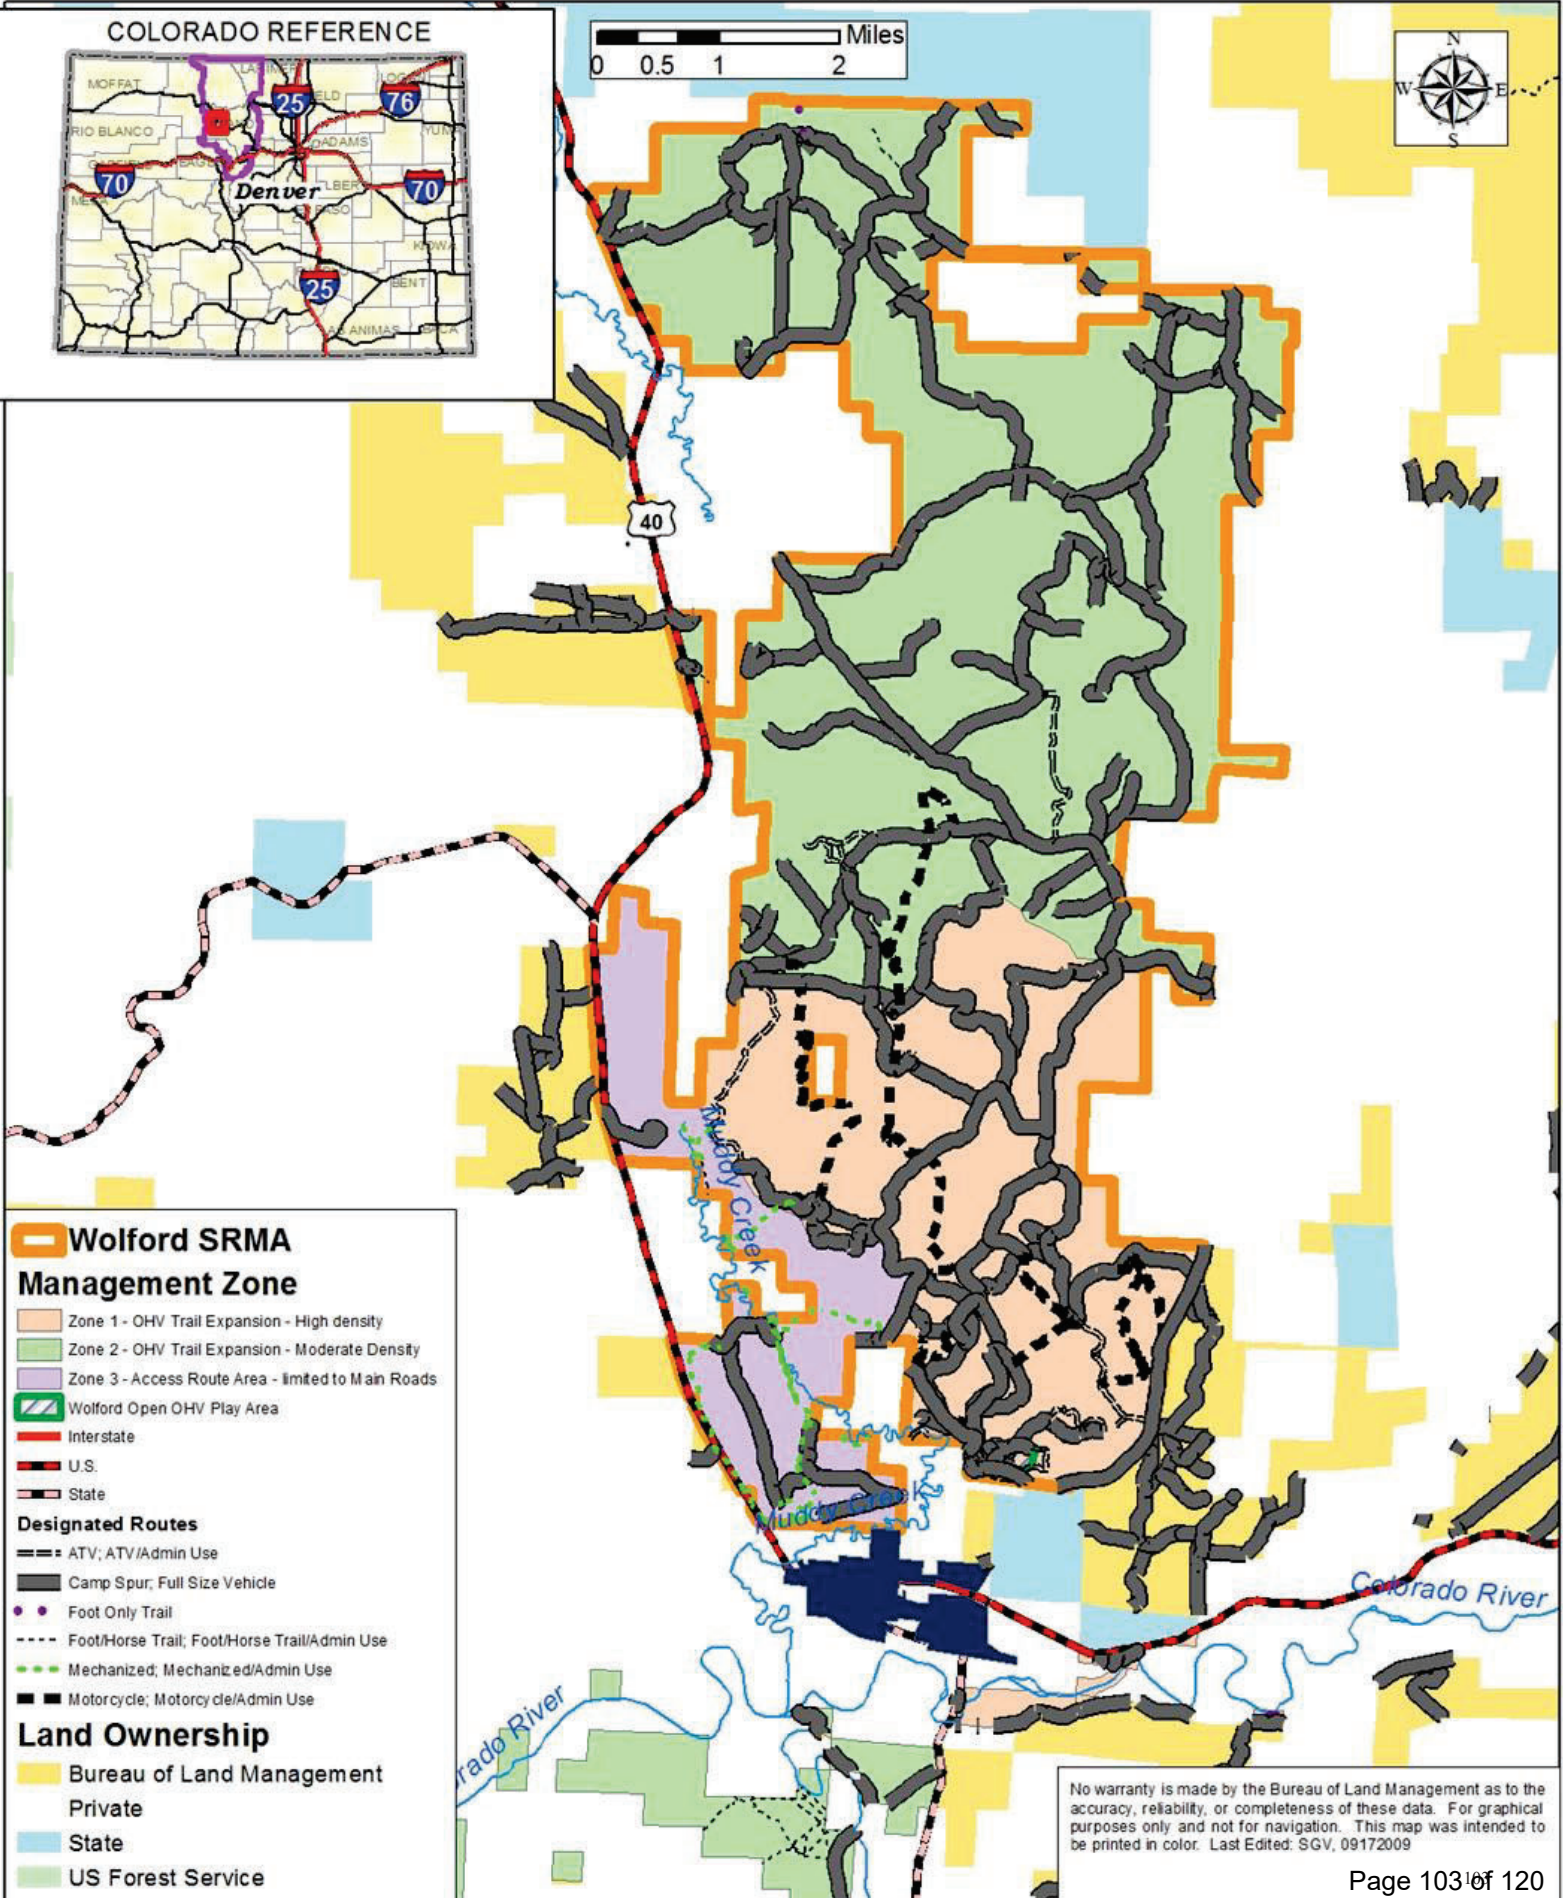 COLORADO REFERENCE
MOFFAT
RIO BLANCO
ADAMS
KIOWA
BENT
25
76
70
70
25
Denver
Miles
0 0.5 1 2
N
W E
S
40
Muddy Creek
Muddy Creek
Colorado River
rado River
Wolford SRMA
Management Zone
Zone 1 - OHV Trail Expansion - High density
Zone 2 - OHV Trail Expansion - Moderate Density
Zone 3 - Access Route Area - limited to Main Roads
Wolford Open OHV Play Area
Interstate
U.S.
State
Designated Routes
ATV; ATV/Admin Use
Camp Spur; Full Size Vehicle
Foot Only Trail
Foot/Horse Trail; Foot/Horse Trail/Admin Use
Mechanized; Mechanized/Admin Use
Motorcycle; Motorcycle/Admin Use
Land Ownership
Bureau of Land Management
Private
State
US Forest Service
No warranty is made by the Bureau of Land Management as to the
accuracy, reliability, or completeness of these data. For graphical
purposes only and not for navigation. This map was intended to
be printed in color. Last Edited: SGV, 09172009
Page 103 of 120